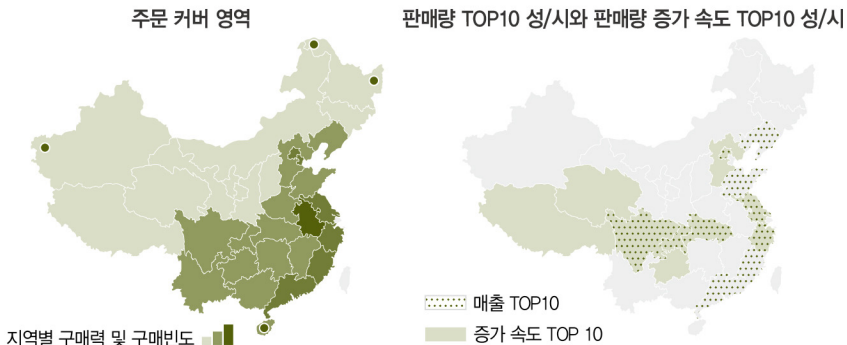 주문 커버 영역
판매량 TOP10 성/시와 판매량 증가 속도 TOP10 성/시
지역별 구매력 및 구매빈도
매출 TOP10
증가 속도 TOP 10